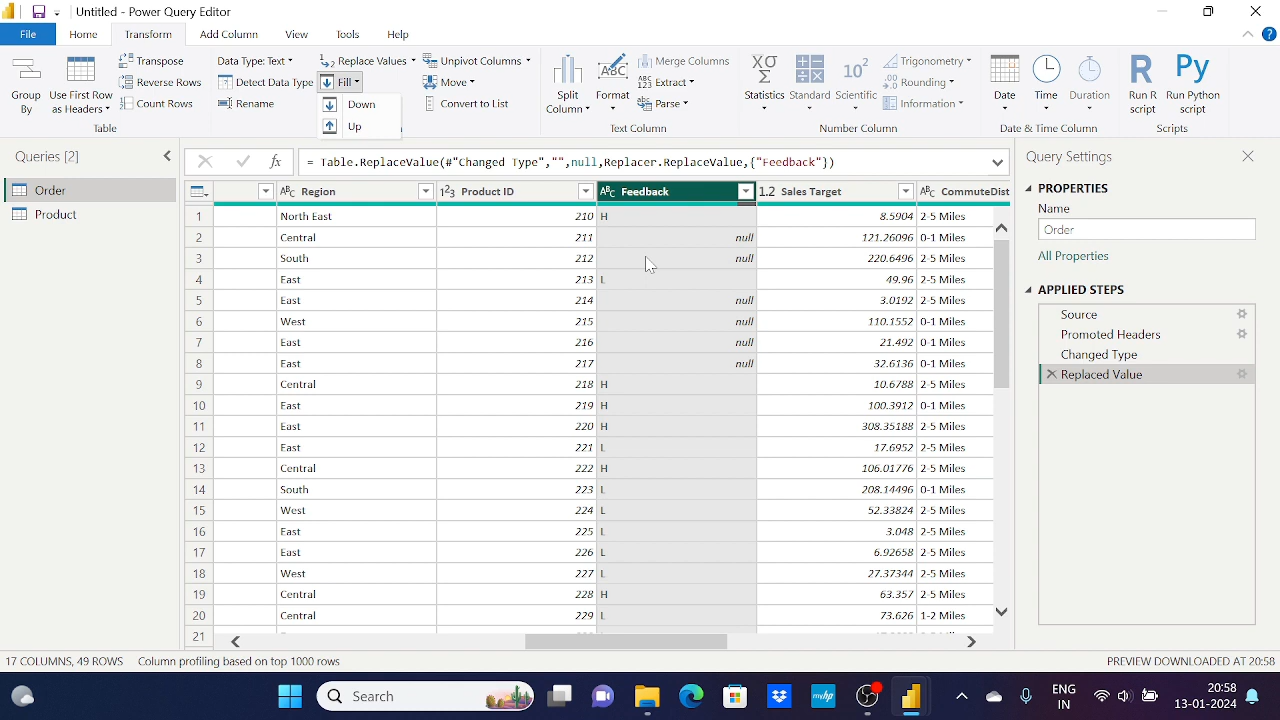 Untitled - Power Query Editor
File Home Transform Add Column View Tools Help
Group By
Use First Row as Headers
Transpose
Reverse Rows
Count Rows
Table
Data Type: Text
Detect Data Type
Rename
Replace Values
Fill
Down
Up
Unpivot Columns
Move
Convert to List
Split Column
Format
Merge Columns
Extract
Parse
Text Column
Statistics
Standard
Scientific
Trigonometry
Rounding
Information
Number Column
Date
Time
Duration
Date & Time Column
Run R script
Run Python script
Scripts
Queries [2]
Order
Product
= Table.ReplaceValue(#"Changed Type","",null,Replacer.ReplaceValue,{"Feedback"})
Region Product ID Feedback 1.2 Sales Target CommuteDist
1 North East 210 H 8.5904 2-5 Miles
2 Central 211 null 121.26096 0-1 Miles
3 South 212 null 220.6496 2-5 Miles
4 East 213 L 49.96 2-5 Miles
5 East 214 null 3.0192 2-5 Miles
6 West 215 null 110.1552 0-1 Miles
7 East 216 null 21.492 0-1 Miles
8 East 217 null 32.6136 0-1 Miles
9 Central 218 H 10.6788 2-5 Miles
10 East 219 H 100.3912 0-1 Miles
11 East 220 H 308.35188 2-5 Miles
12 East 221 L 17.6952 2-5 Miles
13 Central 222 H 106.01776 2-5 Miles
14 South 223 L 208.14496 0-1 Miles
15 West 224 L 52.33824 2-5 Miles
16 East 225 L 3.048 2-5 Miles
17 East 226 L 6.92658 2-5 Miles
18 West 227 L 27.37344 2-5 Miles
19 Central 228 H 63.357 2-5 Miles
20 Central 229 L 73.626 1-2 Miles
21
Query Settings
PROPERTIES
Name
Order
All Properties
APPLIED STEPS
Source
Promoted Headers
Changed Type
Replaced Value
17 COLUMNS, 49 ROWS Column profiling based on top 1000 rows
PREVIEW DOWNLOADED AT 20:58
Search
ENG
IN
20:58
13-01-2024